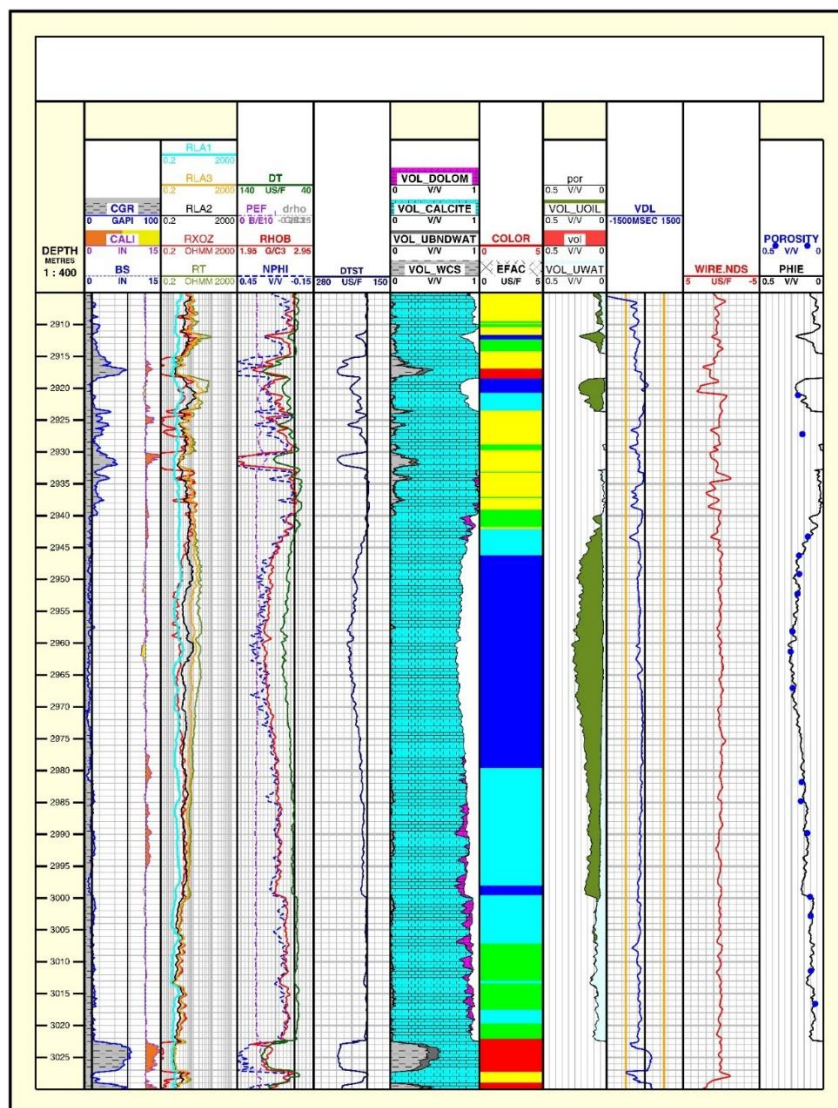 RLA1
0.2 2000
RLA3 por
0.2 2000 0.5 V/V 0
DT VOL_DOLOM
140 US/F 40 0 V/V 1
CGR RLA2 PEF drho VOL_CALCITE VOL_UOIL VDL
0 GAPI 100 0.2 2000 0 B/E10 0 V/V 1 0.5 V/V 0 -1500MSEC 1500
CALI RXOZ RHOB VOL_UBNDWAT COLOR vol POROSITY
DEPTH 0 IN 15 0.2 OHMM 2000 1.95 G/C3 2.95 0 V/V 1 0 5 0.5 V/V 0 0.5 V/V 0
METRES
1 : 400 BS RT NPHI DTST VOL_WCS EFAC VOL_UWAT WIRE.NDS PHIE
0 IN 15 0.2 OHMM 2000 0.45 V/V -0.15 US/F 150 0 V/V 1 0 US/F 5 0.5 V/V 0 5 US/F -5 0.5 V/V 0
2910
2915
2920
2925
2930
2935
2940
2945
2950
2955
2960
2965
2970
2975
2980
2985
2990
2995
3000
3005
3010
3015
3020
3025